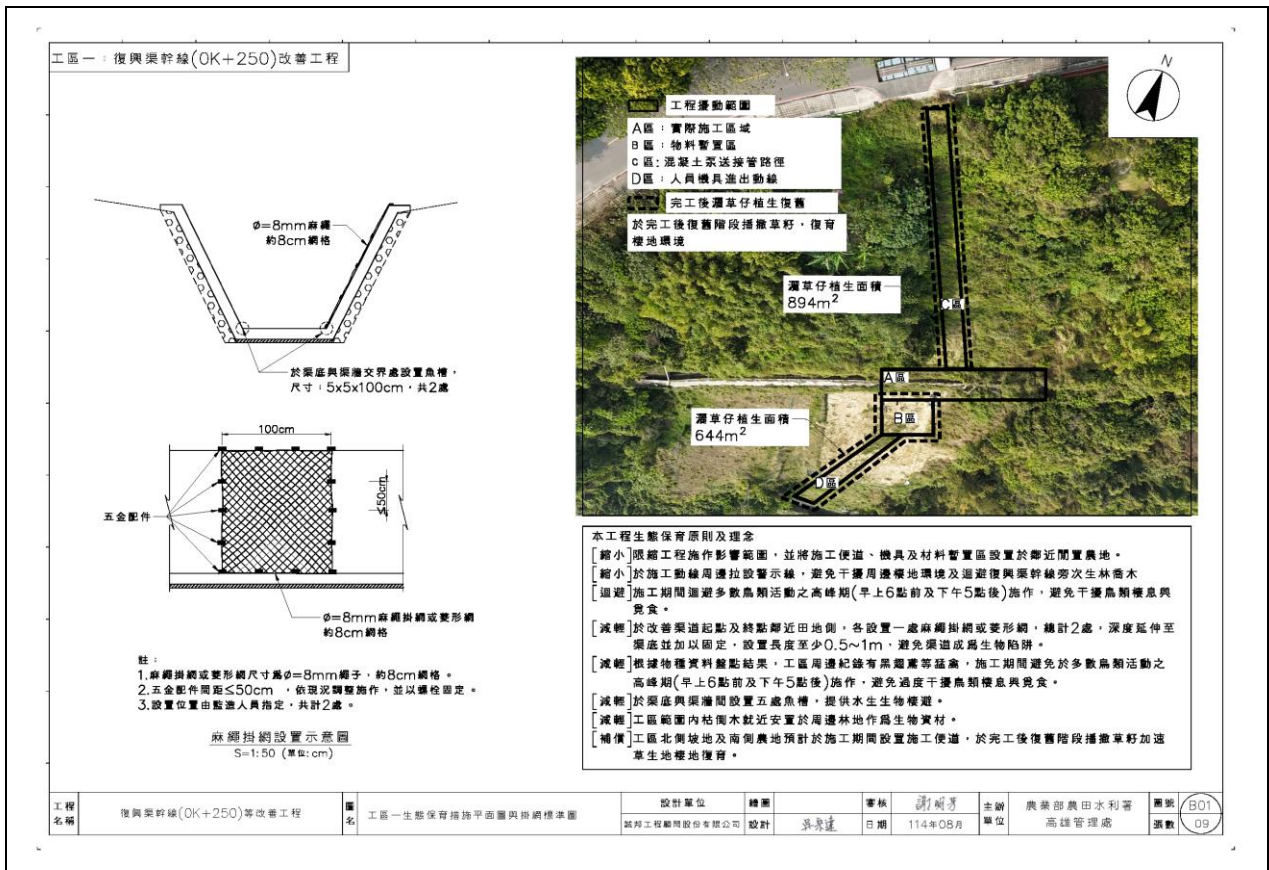 工區一：復興渠幹線(0K+250)改善工程
N
工程擾動範圍
A區：實際施工區域
B區：物料暫置區
C區：混凝土泵送接管路徑
D區：人員機具進出動線
完工後濶草仔植生復舊
於完工後復舊階段播撒草籽，復育
棲地環境
濶草仔植生面積
894m²
C區
A區
B區
濶草仔植生面積
644m²
D區
Ø=8mm麻繩
約8cm網格
於渠底與渠牆交界處設置魚槽，
尺寸：5x5x100cm，共2處
100cm
≤50cm
五金配件
Ø=8mm麻繩掛網或菱形網
約8cm網格
註：
1.麻繩掛網或菱形網尺寸為Ø=8mm繩子，約8cm網格。
2.五金配件間距≤50cm ，依現況調整施作，並以螺栓固定。
3.設置位置由監造人員指定，共計2處。
麻繩掛網設置示意圖
S=1:50 (單位:cm)
本工程生態保育原則及理念
[縮小]限縮工程施作影響範圍，並將施工便道、機具及材料暫置區設置於鄰近閒置農地。
[縮小]於施工動線周邊拉設警示線，避免干擾周邊棲地環境及迴避復興渠幹線旁次生林喬木
[迴避]施工期間迴避多數鳥類活動之高峰期(早上6點前及下午5點後)施作，避免干擾鳥類棲息與
覓食。
[減輕]於改善渠道起點及終點鄰近田地側，各設置一處麻繩掛網或菱形網，總計2處，深度延伸至
渠底並加以固定，設置長度至少0.5~1m，避免渠道成為生物陷阱。
[減輕]根據物種資料盤點結果，工區周邊紀錄有黑翅鳶等猛禽，施工期間避免於多數鳥類活動之
高峰期(早上6點前及下午5點後)施作，避免過度干擾鳥類棲息與覓食。
[減輕]於渠底與渠牆間設置五處魚槽，提供水生生物棲避。
[減輕]工區範圍內枯倒木就近安置於周邊林地作為生物資材。
[補償]工區北側坡地及南側農地預計於施工期間設置施工便道，於完工後復舊階段播撒草籽加速
草生地棲地復育。
工程名稱
復興渠幹線(0K+250)等改善工程
圖名
工區一生態保育措施平面圖與掛網標準圖
設計單位
誠邦工程顧問股份有限公司
繪圖
設計
審核
日期
114年08月
主辦單位
農業部農田水利署
高雄管理處
圖號
B01
張數
09